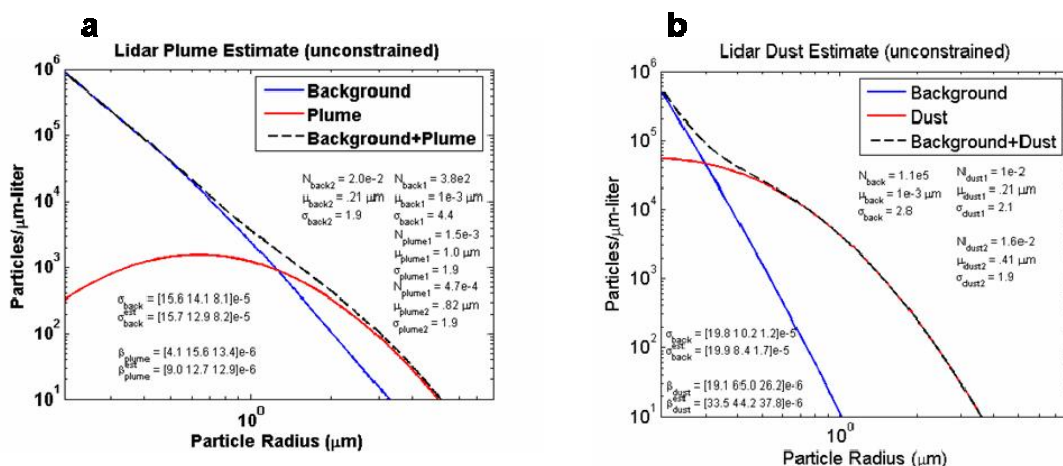 a
Lidar Plume Estimate (unconstrained)
10^6
10^5
10^4
10^3
10^2
10^1
Particles/μm-liter
Background
Plume
Background+Plume
N_back2 = 2.0e-2
μ_back2 = .21 μm
σ_back2 = 1.9
N_back1 = 3.8e2
μ_back1 = 1e-3 μm
σ_back1 = 4.4
N_plume1 = 1.5e-3
μ_plume1 = 1.0 μm
σ_plume1 = 1.9
N_plume1 = 4.7e-4
μ_plume2 = .82 μm
σ_plume2 = 1.9
σ_back = [15.6 14.1 8.1]e-5
σ^est_back = [15.7 12.9 8.2]e-5
β_plume = [4.1 15.6 13.4]e-6
β^est_plume = [9.0 12.7 12.9]e-6
10^0
Particle Radius (μm)
b
Lidar Dust Estimate (unconstrained)
10^6
10^5
10^4
10^3
10^2
10^1
Particles/μm-liter
Background
Dust
Background+Dust
N_back = 1.1e5
μ_back = 1e-3 μm
σ_back = 2.8
N_dust1 = 1e-2
μ_dust1 = .21 μm
σ_dust1 = 2.1
N_dust2 = 1.6e-2
μ_dust2 = .41 μm
σ_dust2 = 1.9
σ_back = [19.8 10.2 1.2]e-5
σ^est_back = [19.9 8.4 1.7]e-5
β_dust = [19.1 65.0 26.2]e-6
β^est_dust = [33.5 44.2 37.8]e-6
10^0
Particle Radius (μm)